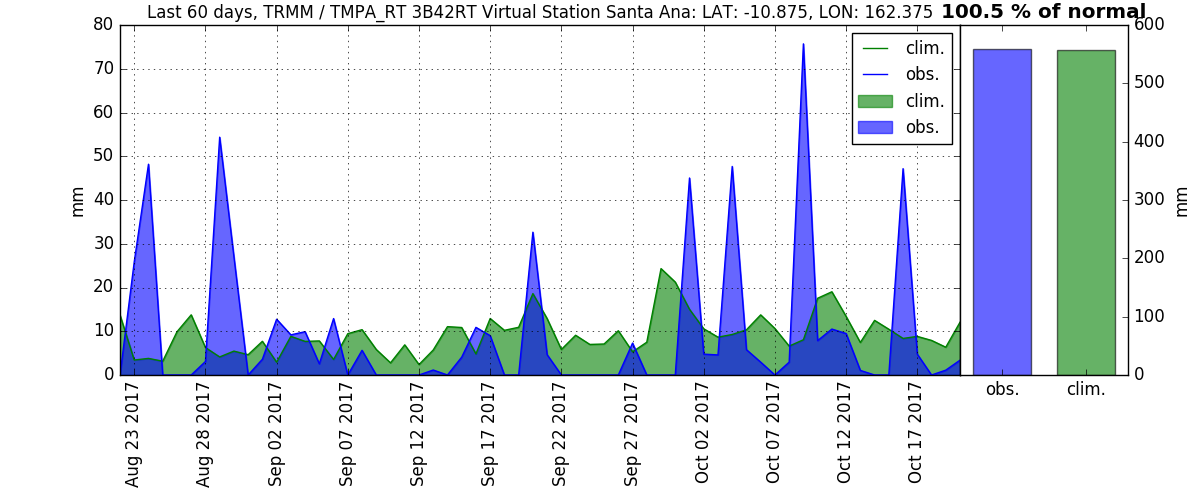 Last 60 days, TRMM / TMPA_RT 3B42RT Virtual Station Santa Ana: LAT: -10.875, LON: 162.375 100.5 % of normal
80
70
60
50
40
30
20
10
0
mm
clim.
obs.
clim.
obs.
600
500
400
300
200
100
0
mm
obs.
clim.
Aug 23 2017
Aug 28 2017
Sep 02 2017
Sep 07 2017
Sep 12 2017
Sep 17 2017
Sep 22 2017
Sep 27 2017
Oct 02 2017
Oct 07 2017
Oct 12 2017
Oct 17 2017